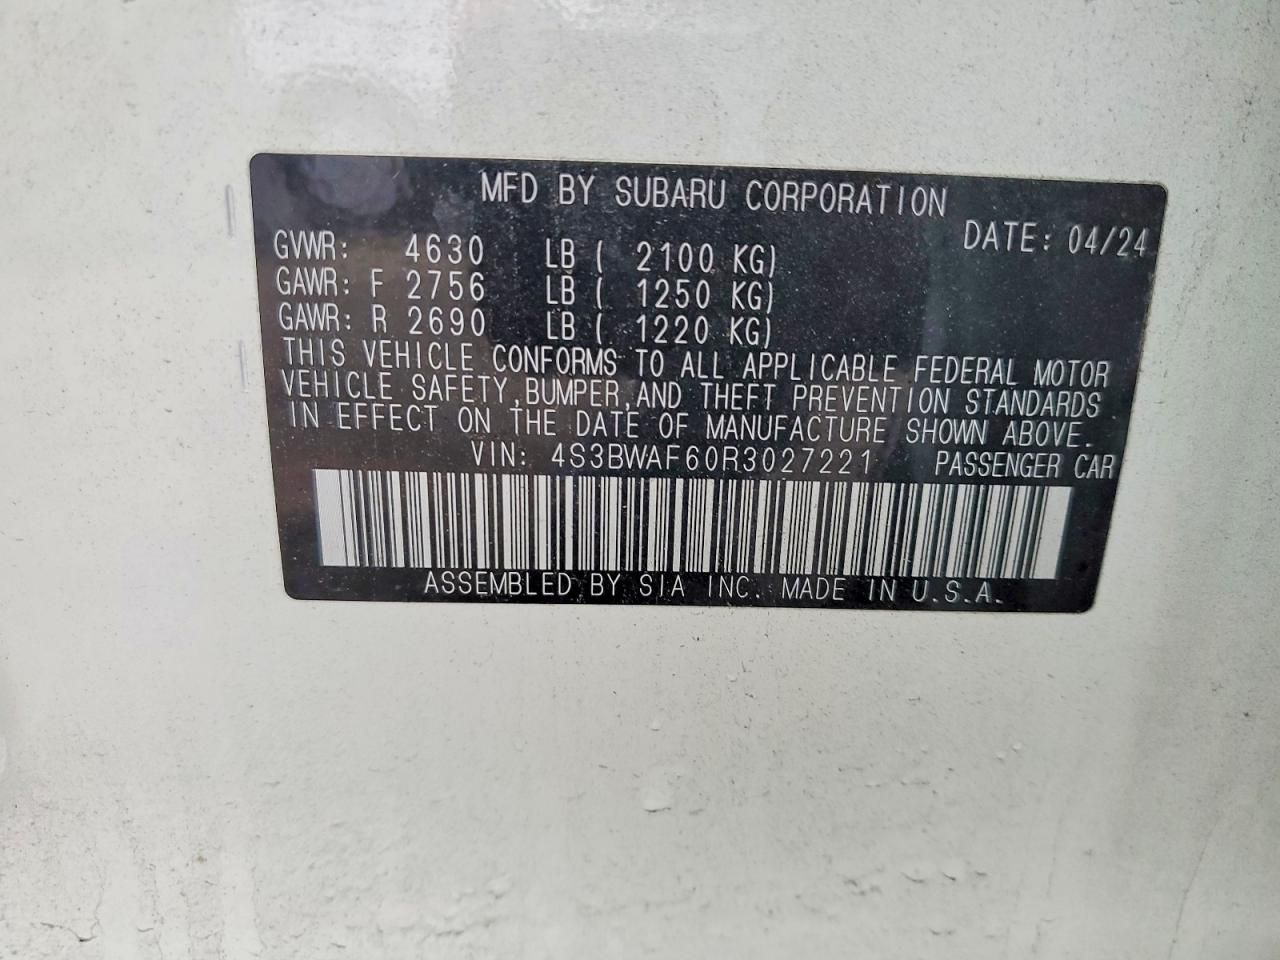 MFD BY SUBARU CORPORATION
DATE: 04/24
GVWR: 4630 LB ( 2100 KG)
GAWR: F 2756 LB ( 1250 KG)
GAWR: R 2690 LB ( 1220 KG)
THIS VEHICLE CONFORMS TO ALL APPLICABLE FEDERAL MOTOR
VEHICLE SAFETY,BUMPER,AND THEFT PREVENTION STANDARDS
IN EFFECT ON THE DATE OF MANUFACTURE SHOWN ABOVE.
VIN: 4S3BWAF60R3027221 PASSENGER CAR
ASSEMBLED BY SIA INC. MADE IN U.S.A.